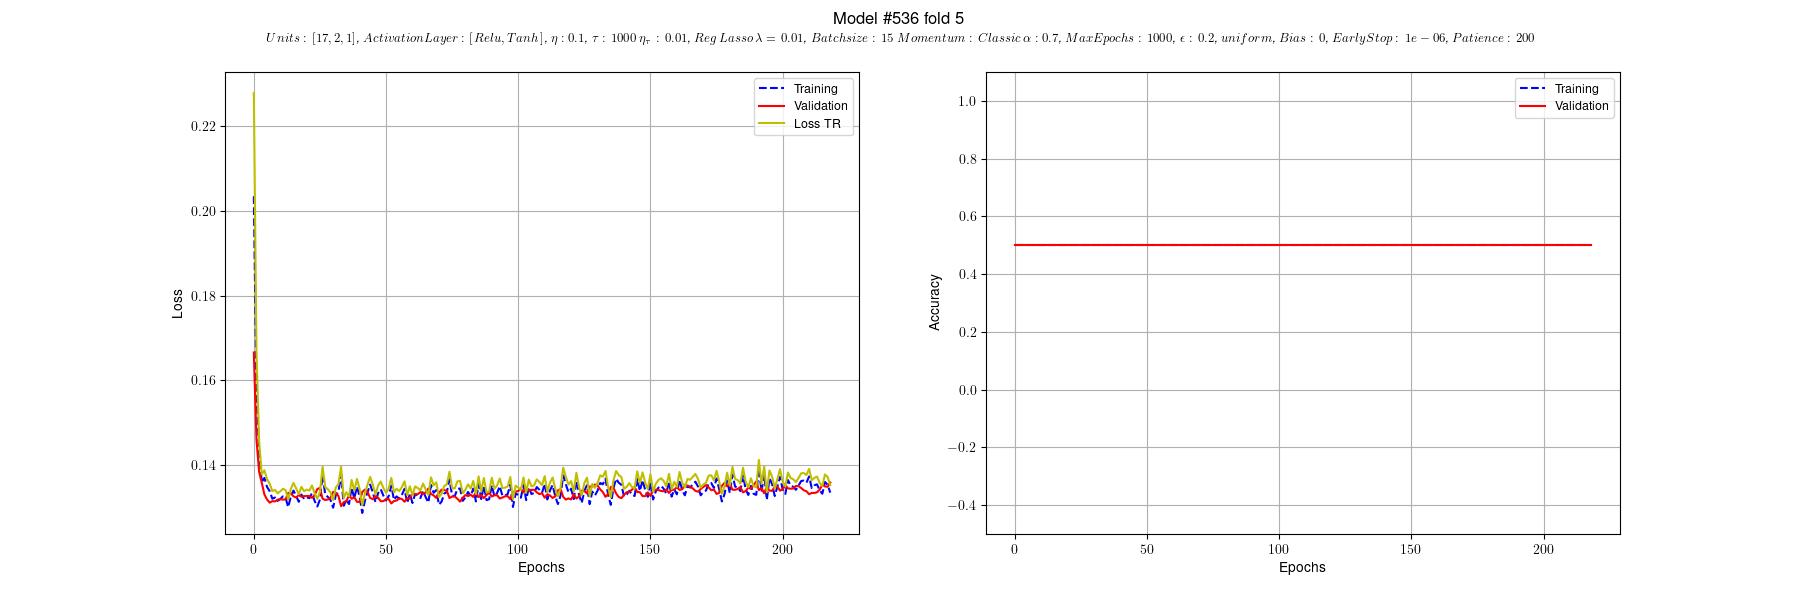 Model #536 fold 5
Units : [17, 2, 1], ActivationLayer : [Relu, Tanh], η : 0.1, τ : 1000 η_τ : 0.01, Reg Lasso λ = 0.01, Batchsize : 15 Momentum : Classic α : 0.7, MaxEpochs : 1000, ϵ : 0.2, uniform, Bias : 0, EarlyStop : 1e − 06, Patience : 200
Training
Validation
Loss TR
0.22
0.20
0.18
0.16
0.14
Loss
0 50 100 150 200
Epochs
Training
Validation
1.0
0.8
0.6
0.4
0.2
0.0
−0.2
−0.4
Accuracy
0 50 100 150 200
Epochs